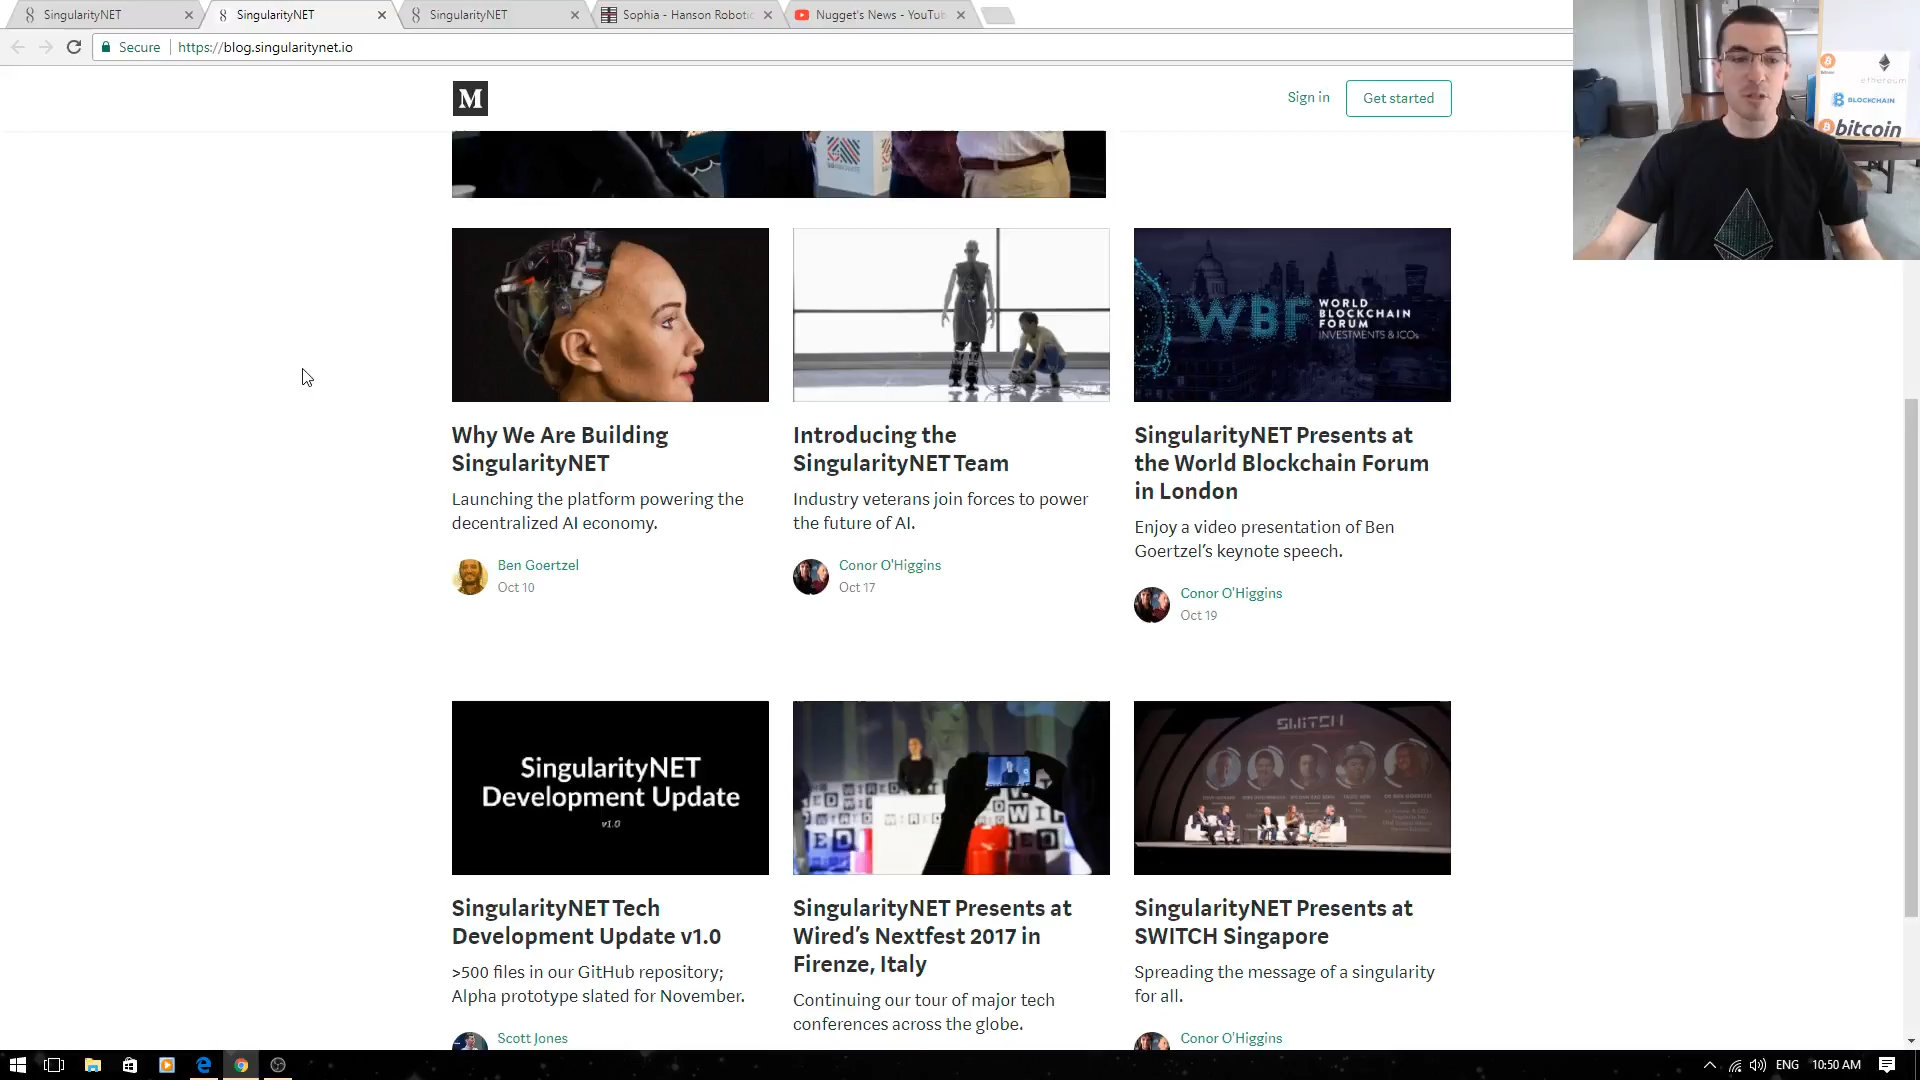 SingularityNET
SingularityNET
SingularityNET
Sophia - Hanson Robotic
Nugget's News - YouTub
Secure
https://blog.singularitynet.io
M
Sign in
Get started
ethereum
BLOCKCHAIN
bitcoin
WBF
WORLD
BLOCKCHAIN
FORUM
INVESTMENTS & ICOs
Why We Are Building
SingularityNET
Launching the platform powering the
decentralized AI economy.
Ben Goertzel
Oct 10
Introducing the
SingularityNET Team
Industry veterans join forces to power
the future of AI.
Conor O'Higgins
Oct 17
SingularityNET Presents at
the World Blockchain Forum
in London
Enjoy a video presentation of Ben
Goertzel’s keynote speech.
Conor O'Higgins
Oct 19
SingularityNET
Development Update
v1.0
WIRED
SWITCH
SingularityNET Tech
Development Update v1.0
>500 files in our GitHub repository;
Alpha prototype slated for November.
Scott Jones
SingularityNET Presents at
Wired’s Nextfest 2017 in
Firenze, Italy
Continuing our tour of major tech
conferences across the globe.
SingularityNET Presents at
SWITCH Singapore
Spreading the message of a singularity
for all.
Conor O'Higgins
ENG
10:50 AM